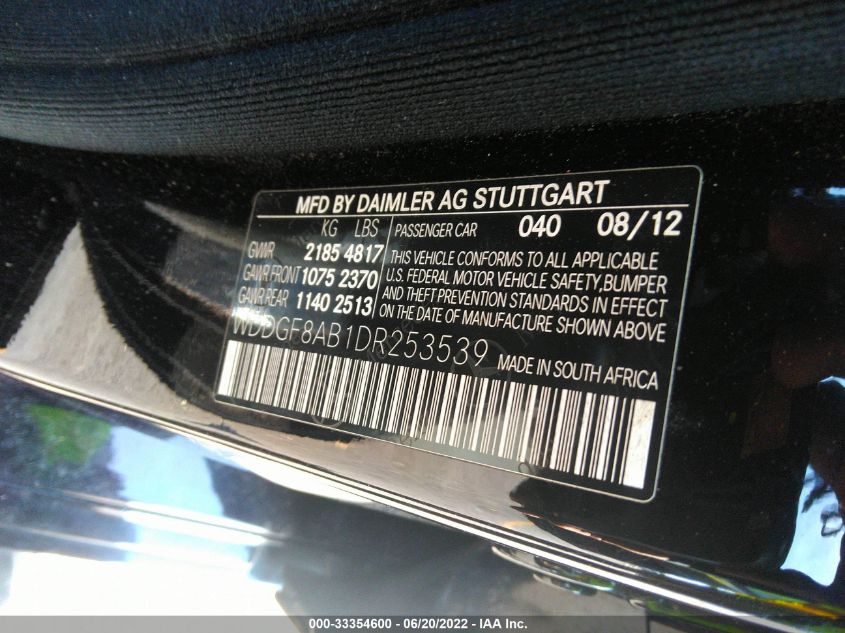 MFD BY DAIMLER AG STUTTGART
KG LBS
GVWR 2185 4817
GAWR FRONT 1075 2370
GAWR REAR 1140 2513
PASSENGER CAR 040 08/12
THIS VEHICLE CONFORMS TO ALL APPLICABLE
U.S. FEDERAL MOTOR VEHICLE SAFETY, BUMPER
AND THEFT PREVENTION STANDARDS IN EFFECT
ON THE DATE OF MANUFACTURE SHOWN ABOVE
WDDGF8AB1DR253539 MADE IN SOUTH AFRICA
000-33354600 - 06/20/2022 - IAA Inc.